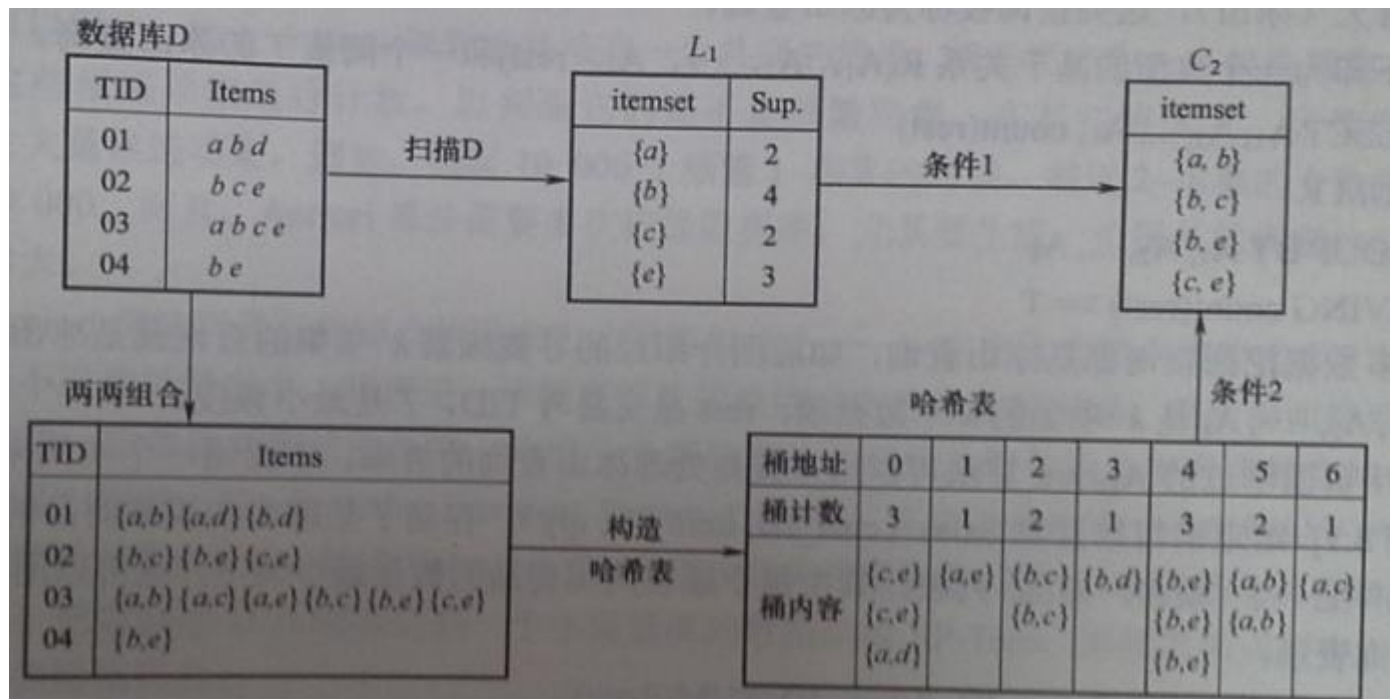 数据库D
TID Items
01 a b d
02 b c e
03 a b c e
04 b e
扫描D
L₁
itemset Sup.
{a} 2
{b} 4
{c} 2
{e} 3
条件1
C₂
itemset
{a, b}
{b, c}
{b, e}
{c, e}
两两组合
TID Items
01 {a,b}{a,d}{b,d}
02 {b,c}{b,e}{c,e}
03 {a,b}{a,c}{a,e}{b,c}{b,e}{c,e}
04 {b,e}
构造
哈希表
条件2
哈希表
桶地址 0 1 2 3 4 5 6
桶计数 3 1 2 1 3 2 1
桶内容
{c,e} {a,e} {b,c} {b,d} {b,e} {a,b} {a,c}
{c,e} {b,c} {b,e} {a,b}
{a,d} {b,e}